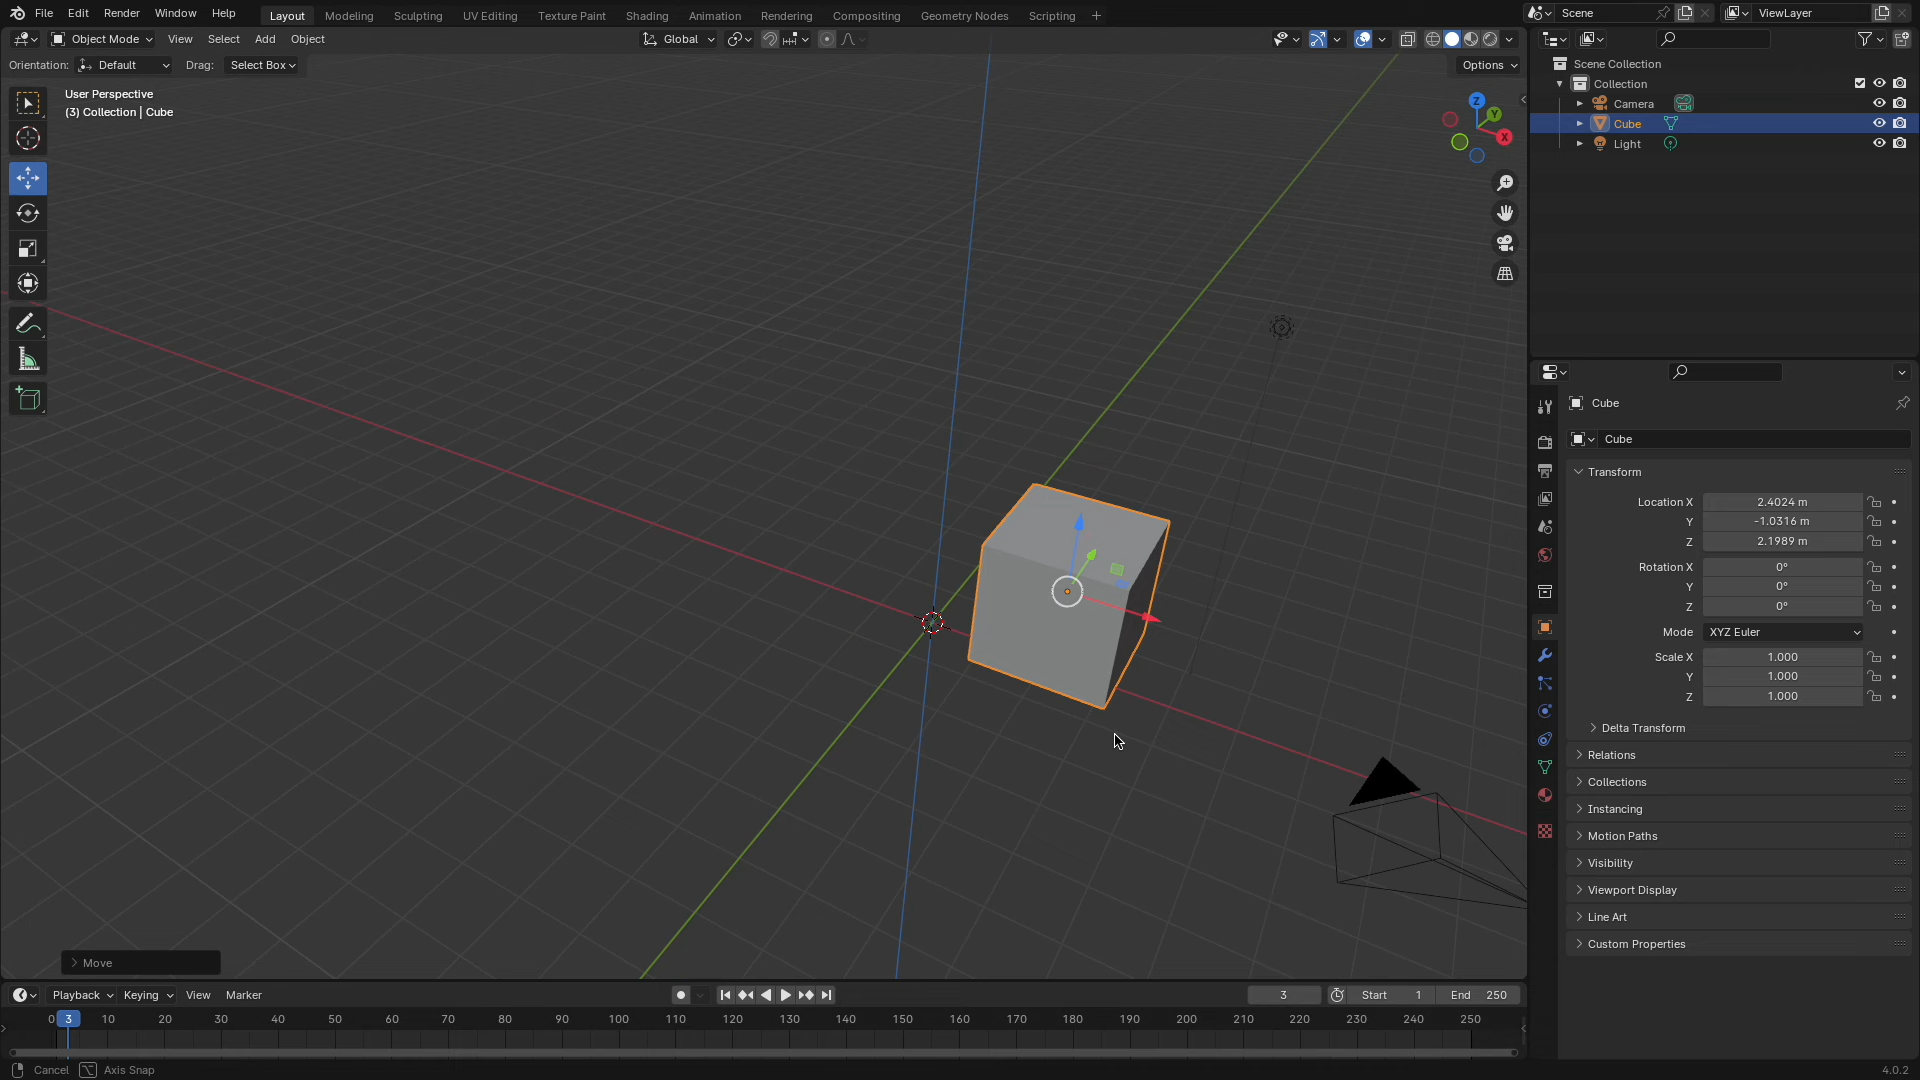 File Edit Render Window Help Layout Modeling Sculpting UV Editing Texture Paint Shading Animation Rendering Compositing Geometry Nodes Scripting + Scene ViewLayer
Object Mode View Select Add Object Global
Orientation: Default Drag: Select Box Options
User Perspective
(3) Collection | Cube
Z
Y
X
Scene Collection
Collection
Camera
Cube
Light
Cube
Cube
Transform
Location X 2.4024 m
Y -1.0316 m
Z 2.1989 m
Rotation X 0°
Y 0°
Z 0°
Mode XYZ Euler
Scale X 1.000
Y 1.000
Z 1.000
Delta Transform
Relations
Collections
Instancing
Motion Paths
Visibility
Viewport Display
Line Art
Custom Properties
Move
Playback Keying View Marker 3 Start 1 End 250
0 3 10 20 30 40 50 60 70 80 90 100 110 120 130 140 150 160 170 180 190 200 210 220 230 240 250
Cancel Axis Snap 4.0.2